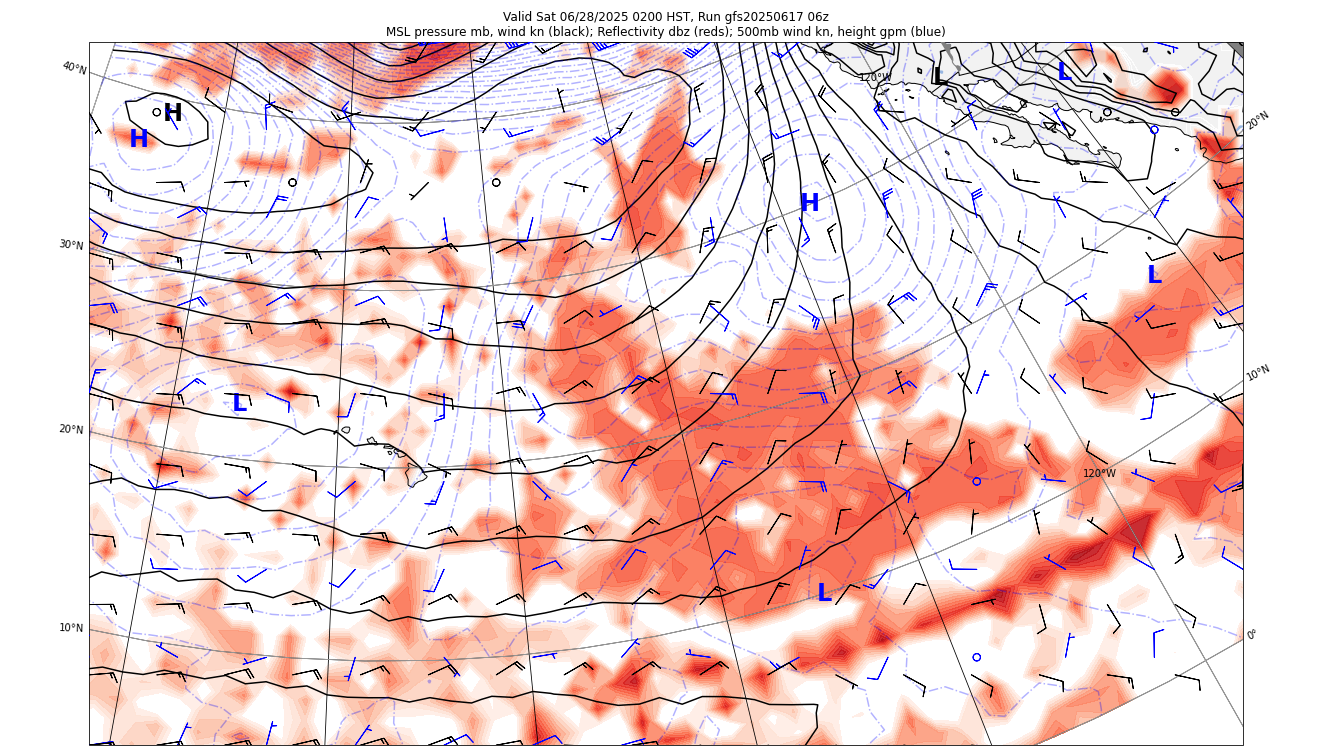 Valid Sat 06/28/2025 0200 HST, Run gfs20250617 06z
MSL pressure mb, wind kn (black); Reflectivity dbz (reds); 500mb wind kn, height gpm (blue)
40°N
120°W
L
L
H
H
20°N
H
30°N
L
10°N
L
20°N
120°W
L
10°N
0°